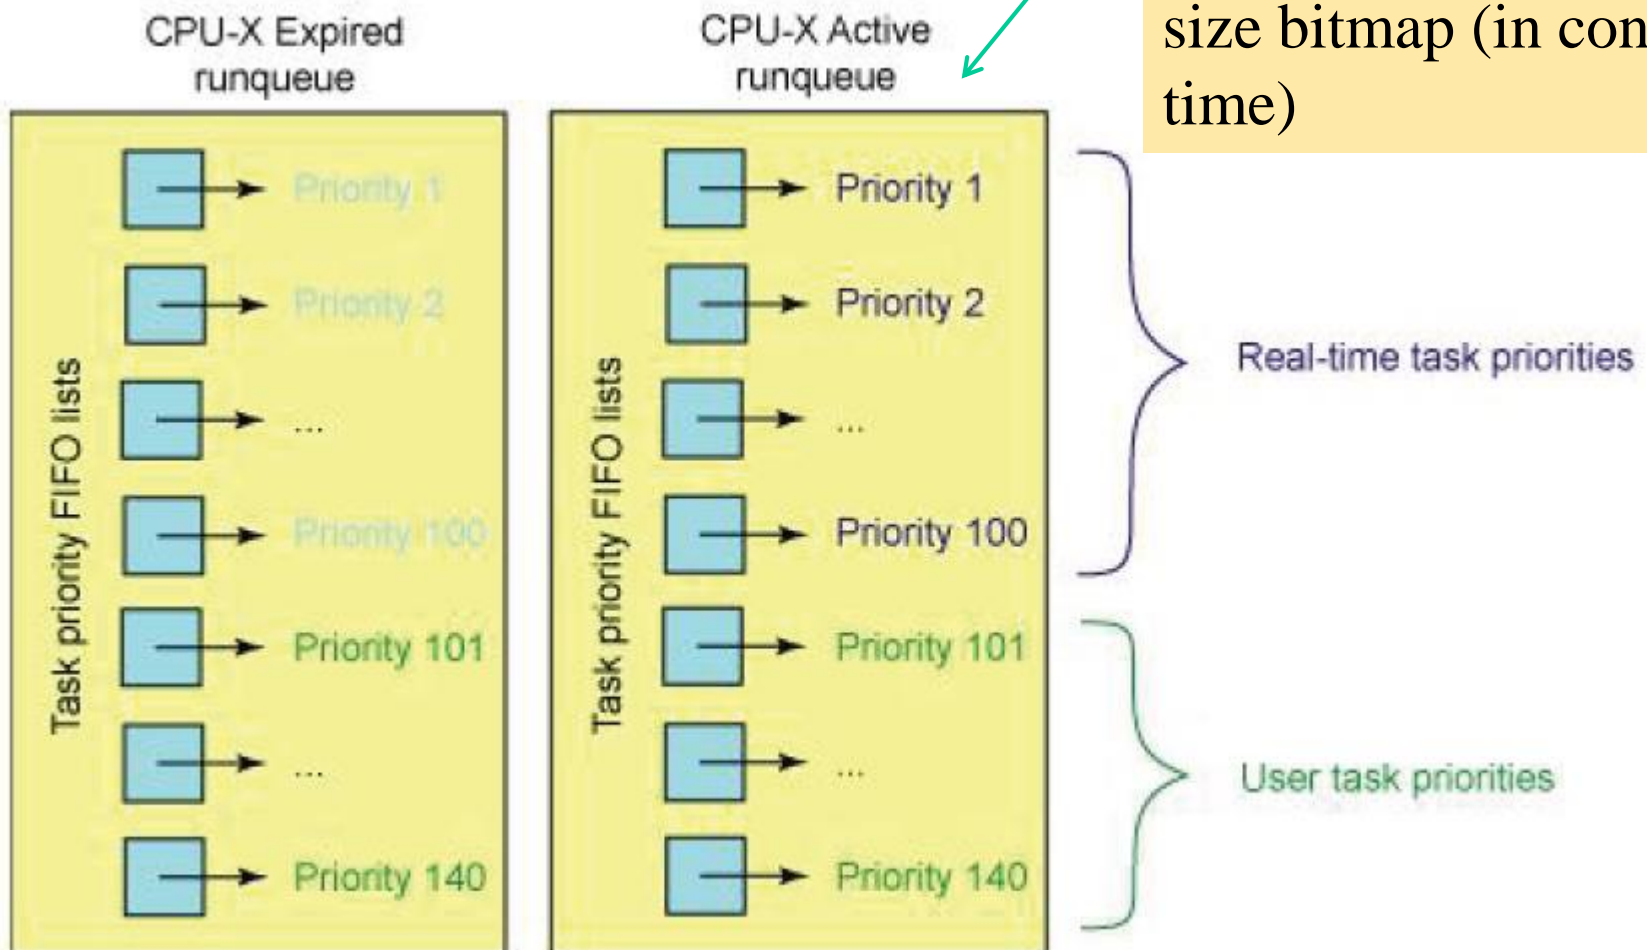 CPU-X Expired
runqueue
CPU-X Active
runqueue
size bitmap (in con
time)
Task priority FIFO lists
Priority 1
Priority 2
...
Priority 100
Priority 101
...
Priority 140
Task priority FIFO lists
Priority 1
Priority 2
...
Priority 100
Priority 101
...
Priority 140
Real-time task priorities
User task priorities